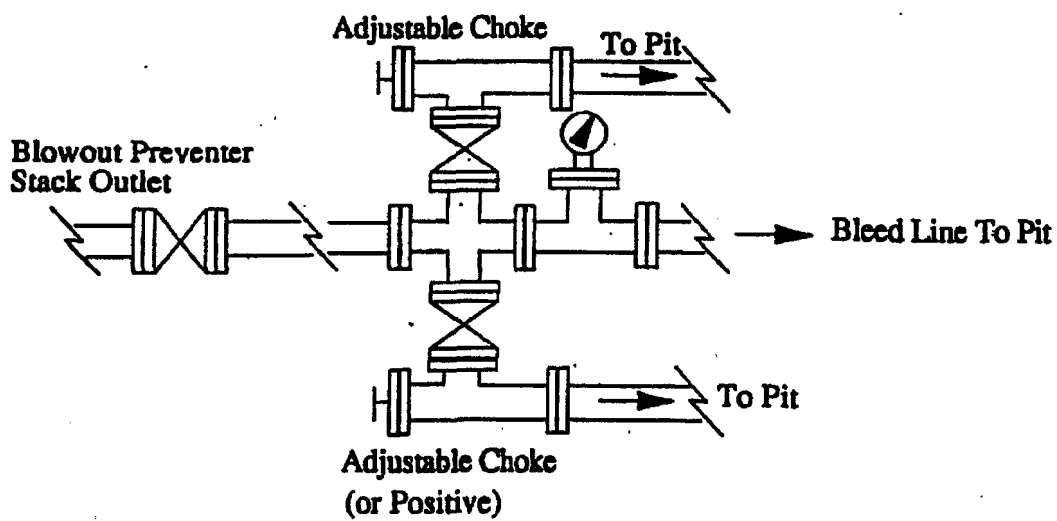 Adjustable Choke
To Pit
Blowout Preventer
Stack Outlet
Bleed Line To Pit
To Pit
Adjustable Choke
(or Positive)